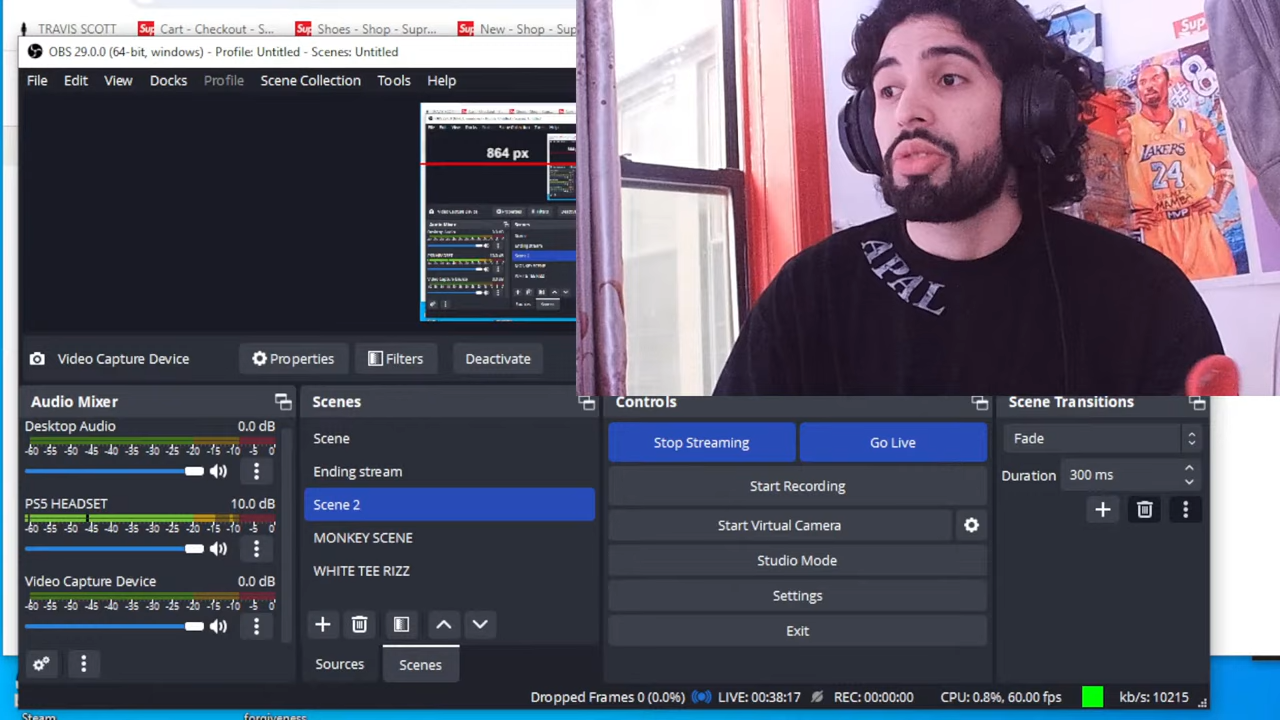 TRAVIS SCOTT
Sup Cart - Checkout - S...
Sup Shoes - Shop - Supr...
Sup New - Shop - Sup
Sup
OBS 29.0.0 (64-bit, windows) - Profile: Untitled - Scenes: Untitled
File Edit View Docks Profile Scene Collection Tools Help
864 px
LAKERS
24
MVP
APAL
Video Capture Device Properties Filters Deactivate
Audio Mixer
Desktop Audio 0.0 dB
-60 -55 -50 -45 -40 -35 -30 -25 -20 -15 -10 -5 0
PS5 HEADSET 10.0 dB
-60 -55 -50 -45 -40 -35 -30 -25 -20 -15 -10 -5 0
Video Capture Device 0.0 dB
-60 -55 -50 -45 -40 -35 -30 -25 -20 -15 -10 -5 0
Scenes
Scene
Ending stream
Scene 2
MONKEY SCENE
WHITE TEE RIZZ
Sources Scenes
Controls
Stop Streaming Go Live
Start Recording
Start Virtual Camera
Studio Mode
Settings
Exit
Scene Transitions
Fade
Duration 300 ms
Dropped Frames 0 (0.0%) LIVE: 00:38:17 REC: 00:00:00 CPU: 0.8%, 60.00 fps kb/s: 10215
Steam
forgiveness